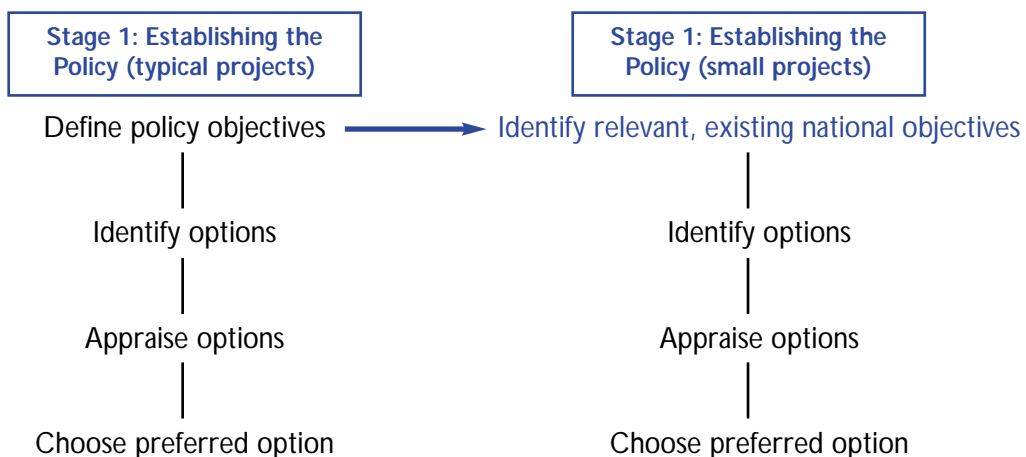 Stage 1: Establishing the
Policy (typical projects)
Stage 1: Establishing the
Policy (small projects)
Define policy objectives
Identify relevant, existing national objectives
Identify options
Identify options
Appraise options
Appraise options
Choose preferred option
Choose preferred option